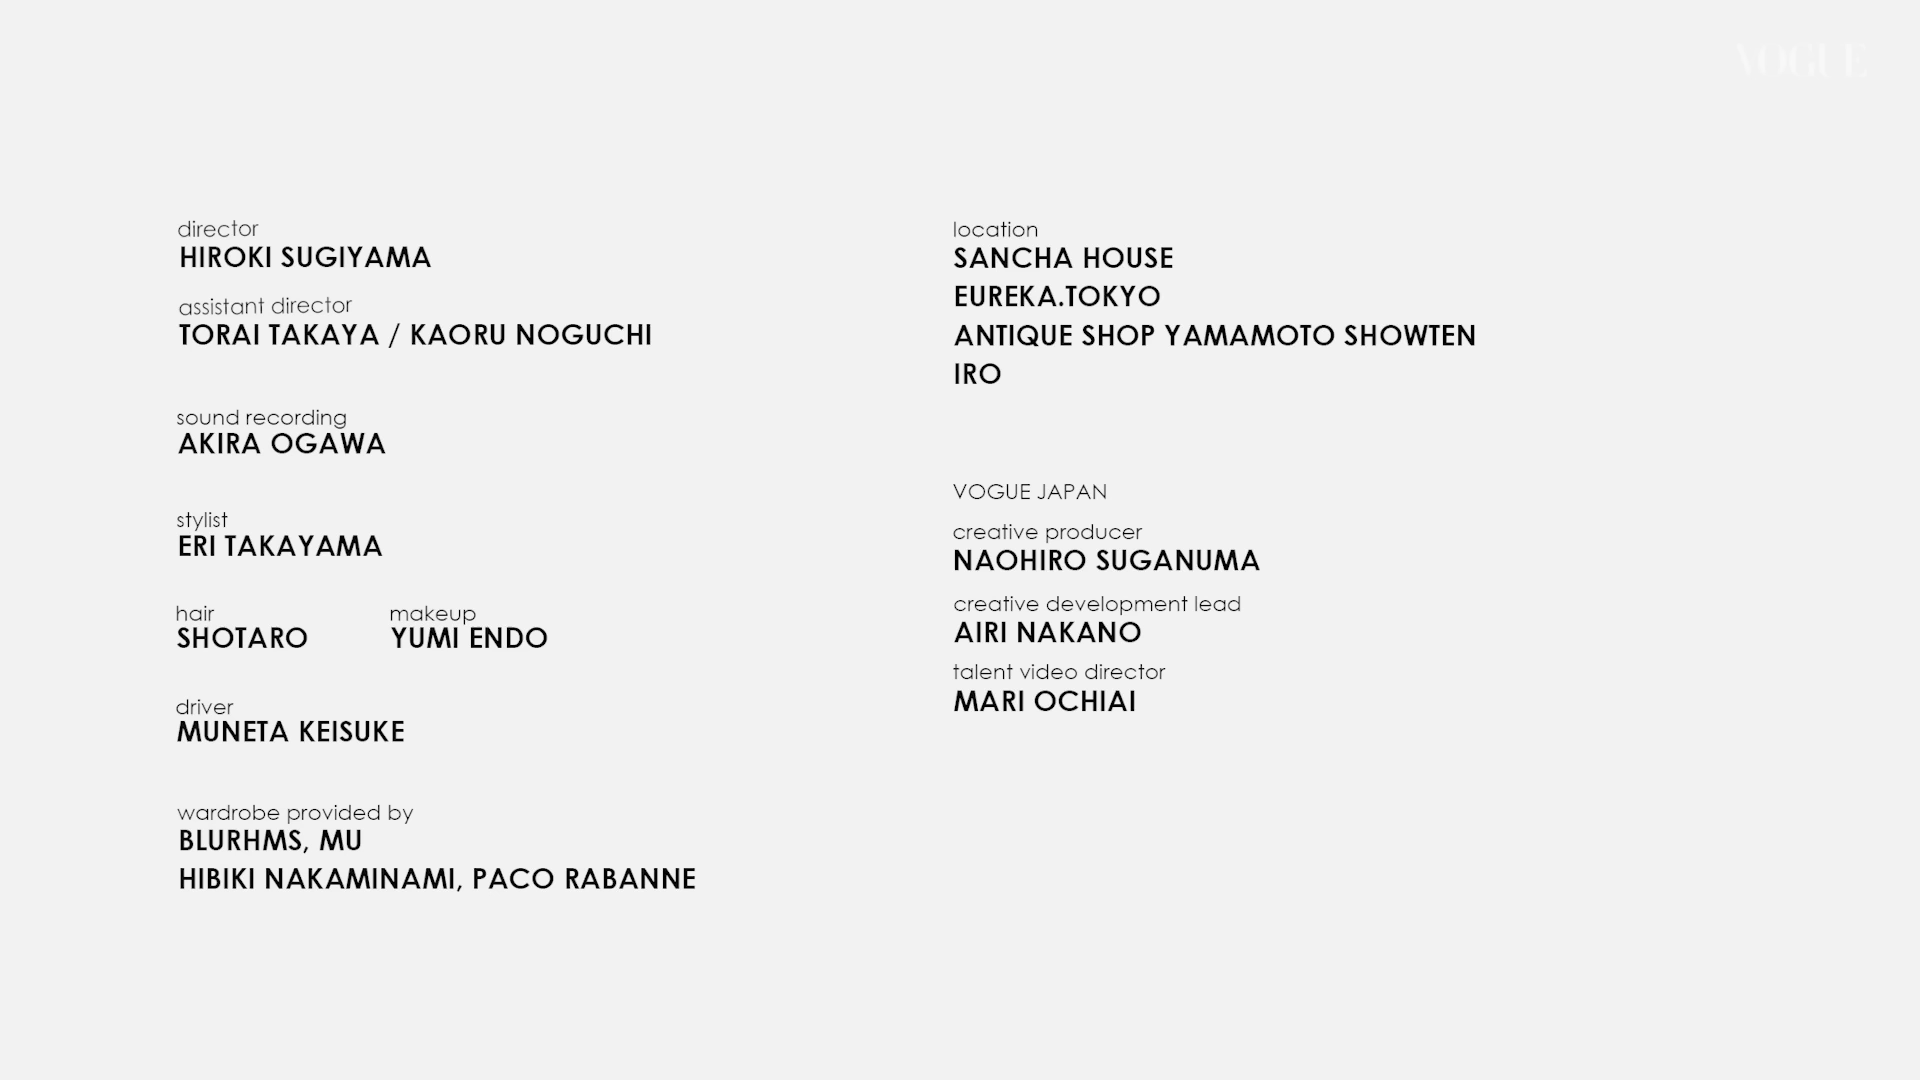 VOGUE
director
HIROKI SUGIYAMA
assistant director
TORAI TAKAYA / KAORU NOGUCHI
sound recording
AKIRA OGAWA
stylist
ERI TAKAYAMA
hair
SHOTARO
makeup
YUMI ENDO
driver
MUNETA KEISUKE
wardrobe provided by
BLURHMS, MU
HIBIKI NAKAMINAMI, PACO RABANNE
location
SANCHA HOUSE
EUREKA.TOKYO
ANTIQUE SHOP YAMAMOTO SHOWTEN
IRO
VOGUE JAPAN
creative producer
NAOHIRO SUGANUMA
creative development lead
AIRI NAKANO
talent video director
MARI OCHIAI